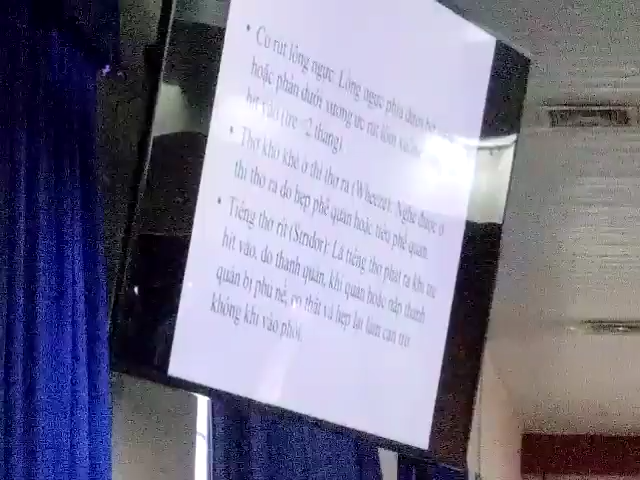 • Co rút lồng ngực: Lồng ngực phía dưới bờ
hoặc phần dưới xương ức rút lõm xuống
hít vào (trẻ 2 tháng)
• Thở khò khè ở thì thở ra (Wheeze): Nghe được ở
thì thở ra do hẹp phế quản hoặc tiểu phế quản.
• Tiếng thở rít (Stridor): Là tiếng thở phát ra khi trẻ
hít vào, do thanh quản, khí quản hoặc nắp thanh
quản bị phù nề, co thắt và hẹp lại làm cản trở
không khí vào phổi.